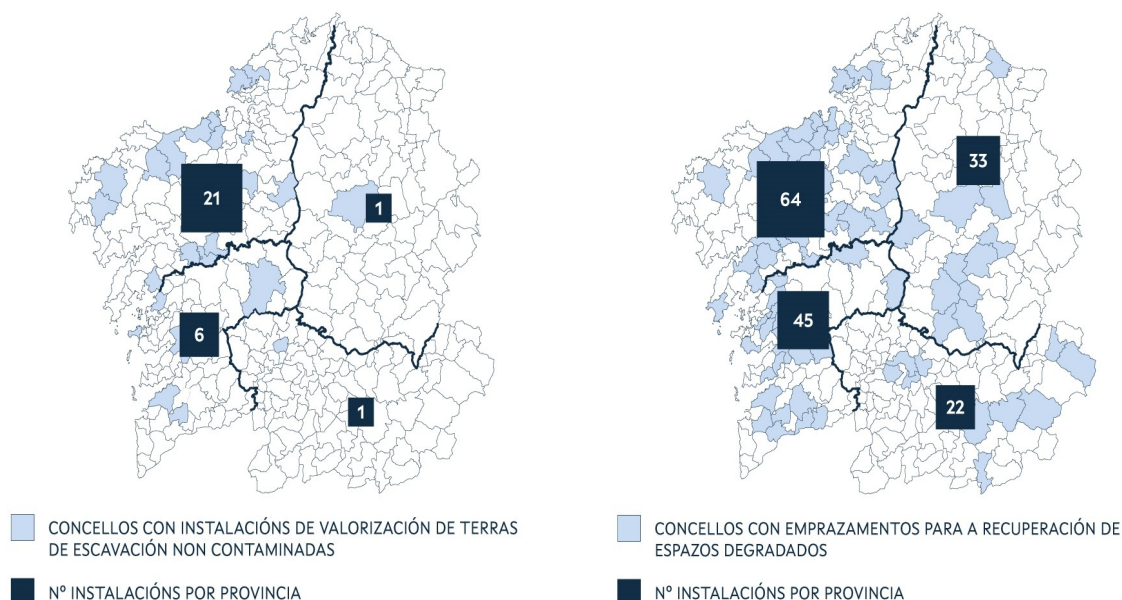 21
1
6
1
CONCELLOS CON INSTALACIÓNS DE VALORIZACIÓN DE TERRAS
DE ESCAVACIÓN NON CONTAMINADAS
Nº INSTALACIÓNS POR PROVINCIA
33
64
45
22
CONCELLOS CON EMPRAZAMENTOS PARA A RECUPERACIÓN DE
ESPAZOS DEGRADADOS
Nº INSTALACIÓNS POR PROVINCIA